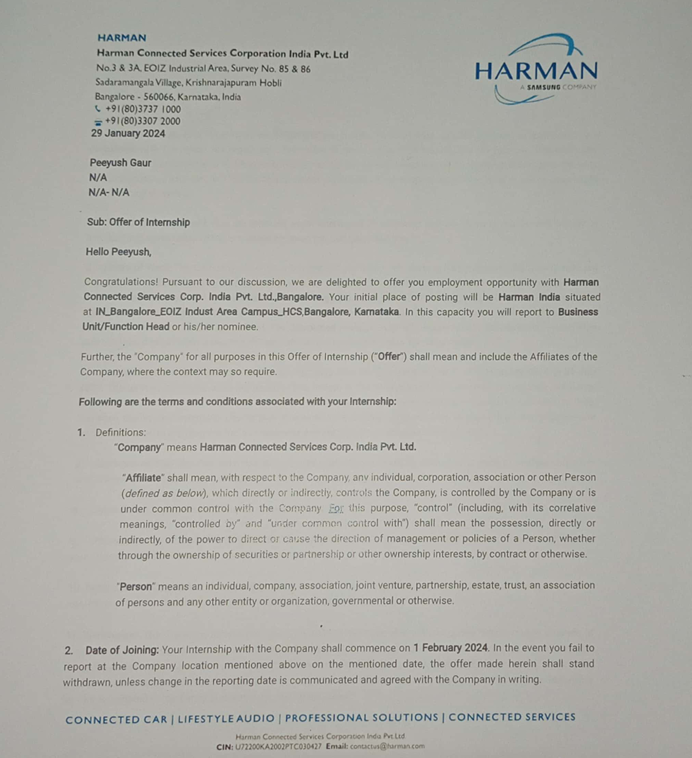 HARMAN
Harman Connected Services Corporation India Pvt. Ltd
No.3 & 3A, EOIZ Industrial Area, Survey No. 85 & 86
Sadaramangala Village, Krishnarajapuram Hobli
Bangalore - 560066, Karnataka, India
+91(80)3737 1000
+91(80)3307 2000
29 January 2024
HARMAN
A SAMSUNG COMPANY
Peeyush Gaur
N/A
N/A- N/A
Sub: Offer of Internship
Hello Peeyush,
Congratulations! Pursuant to our discussion, we are delighted to offer you employment opportunity with Harman
Connected Services Corp. India Pvt. Ltd.,Bangalore. Your initial place of posting will be Harman India situated
at IN_Bangalore_EOIZ Indust Area Campus_HCS,Bangalore, Karnataka. In this capacity you will report to Business
Unit/Function Head or his/her nominee.
Further, the "Company" for all purposes in this Offer of Internship ("Offer") shall mean and include the Affiliates of the
Company, where the context may so require.
Following are the terms and conditions associated with your Internship:
1. Definitions:
"Company" means Harman Connected Services Corp. India Pvt. Ltd.
"Affiliate" shall mean, with respect to the Company, any individual, corporation, association or other Person
(defined as below), which directly or indirectly, controls the Company, is controlled by the Company or is
under common control with the Company For this purpose, "control" (including, with its correlative
meanings, "controlled by" and "under common control with") shall mean the possession, directly or
indirectly, of the power to direct or cause the direction of management or policies of a Person, whether
through the ownership of securities or partnership or other ownership interests, by contract or otherwise.
"Person" means an individual, company, association, joint venture, partnership, estate, trust, an association
of persons and any other entity or organization, governmental or otherwise.
2. Date of Joining: Your Internship with the Company shall commence on 1 February 2024. In the event you fail to
report at the Company location mentioned above on the mentioned date, the offer made herein shall stand
withdrawn, unless change in the reporting date is communicated and agreed with the Company in writing.
CONNECTED CAR | LIFESTYLE AUDIO | PROFESSIONAL SOLUTIONS | CONNECTED SERVICES
Harman Connected Services Corporation India Pvt.Ltd.
CIN: U72200KA2002PTC030427 Email: contactus@harman.com